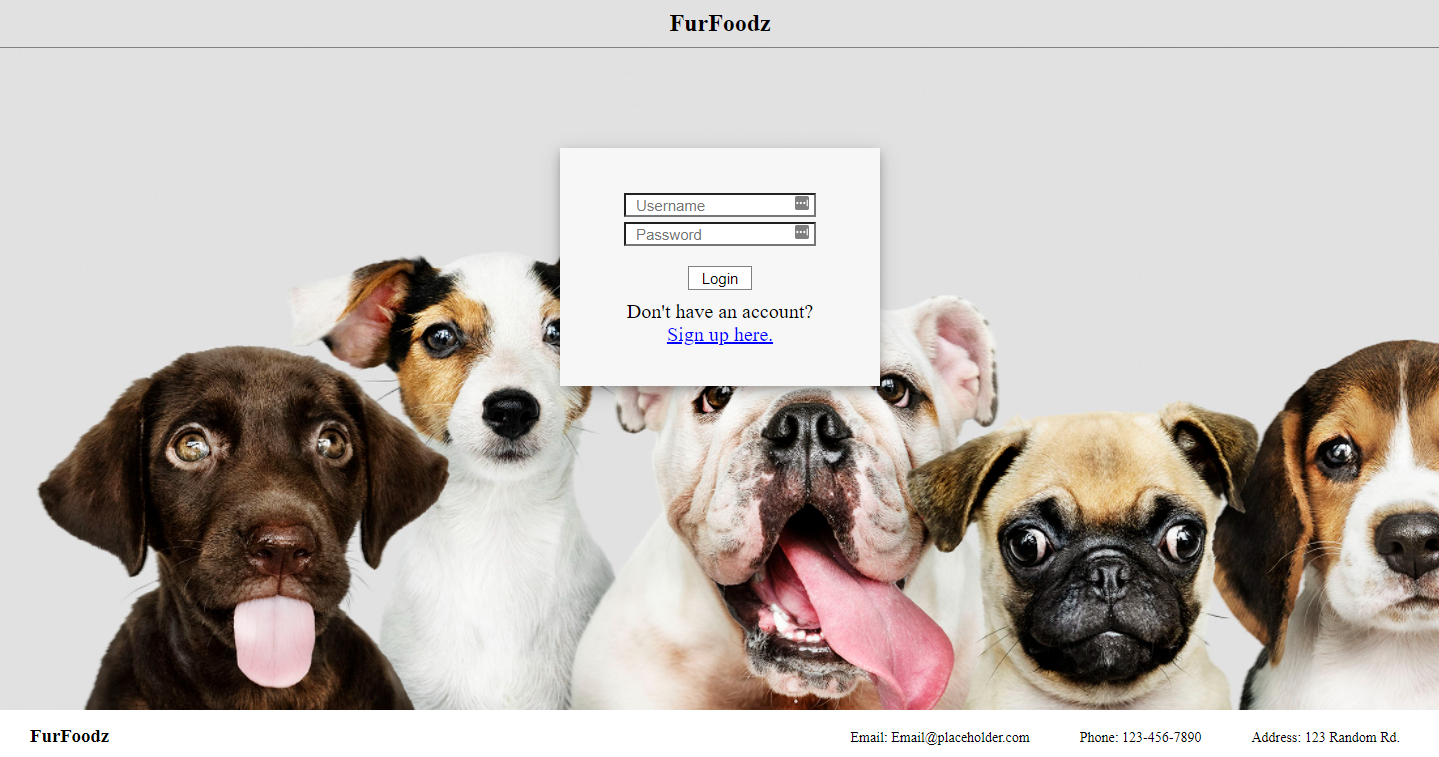 FurFoodz
Username
Password
Login
Don't have an account?
Sign up here.
FurFoodz
Email: Email@placeholder.com
Phone: 123-456-7890
Address: 123 Random Rd.